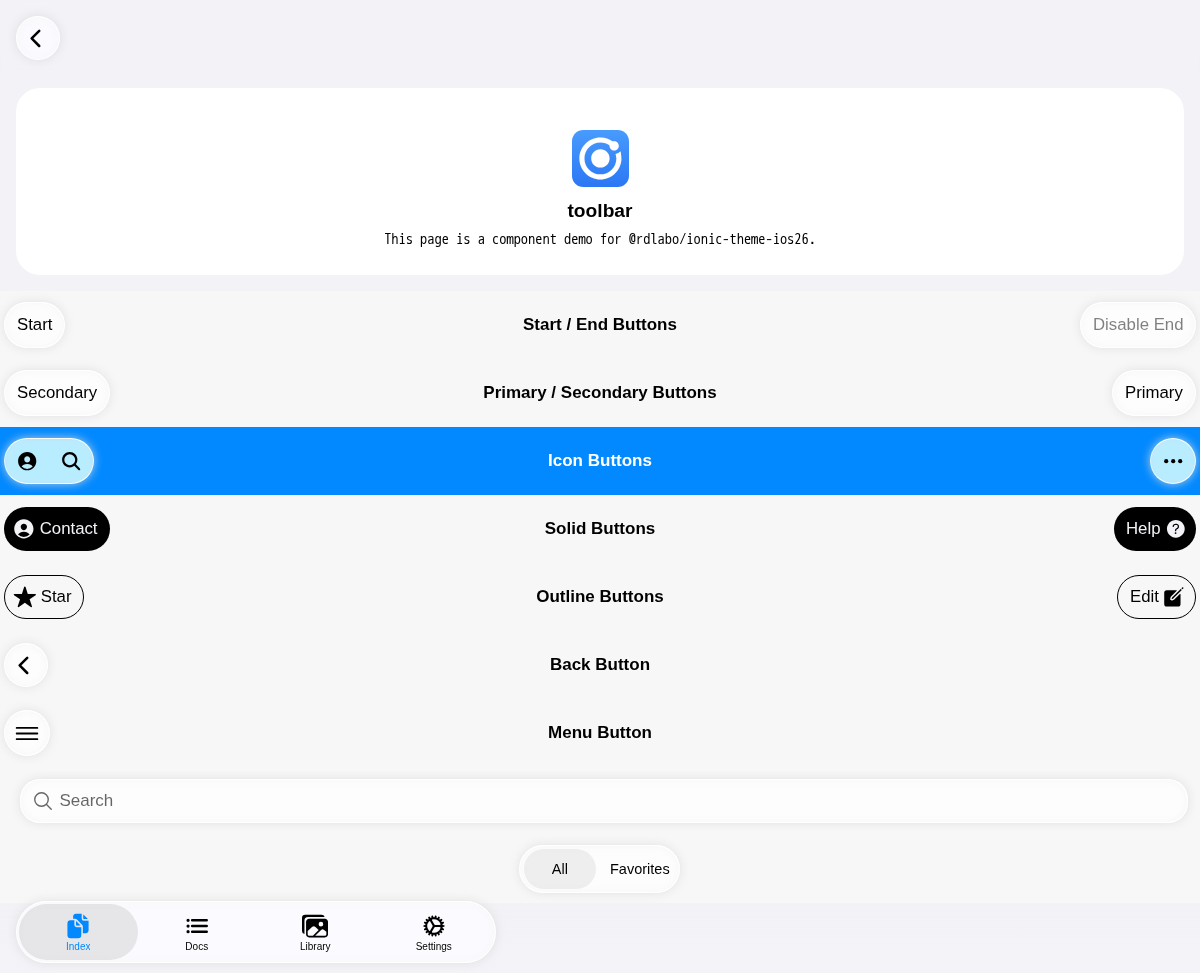 toolbar
This page is a component demo for @rdlabo/ionic-theme-ios26.
Start Start / End Buttons Disable End
Secondary Primary / Secondary Buttons Primary
Icon Buttons
Contact Solid Buttons Help
Star Outline Buttons Edit
Back Button
Menu Button
Search
All Favorites
Index Docs Library Settings